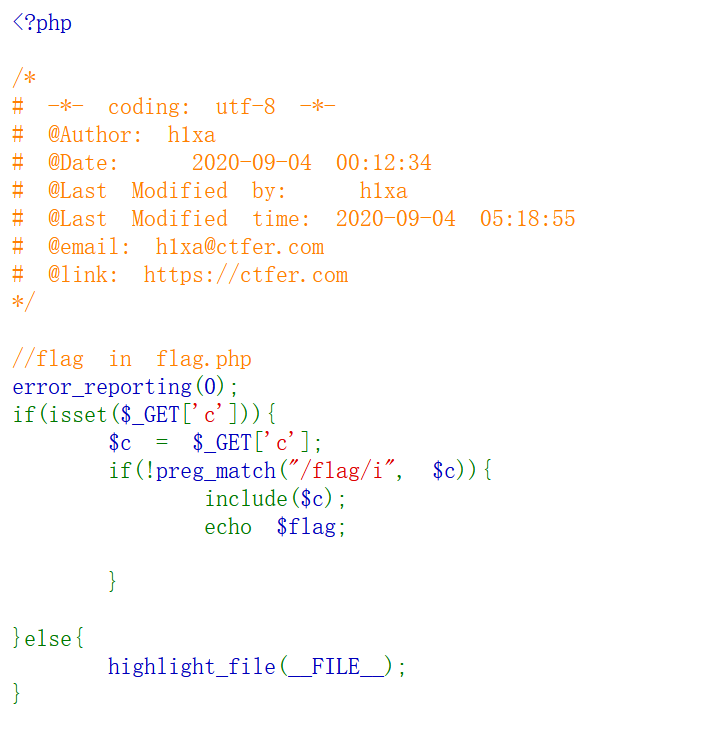 <?php
/*
# -*- coding: utf-8 -*-
# @Author: h1xa
# @Date:   2020-09-04 00:12:34
# @Last Modified by:   h1xa
# @Last Modified time: 2020-09-04 05:18:55
# @email: h1xa@ctfer.com
# @link: https://ctfer.com
*/
//flag in flag.php
error_reporting(0);
if(isset($_GET['c'])){
$c = $_GET['c'];
if(!preg_match("/flag/i", $c)){
include($c);
echo $flag;
}
}else{
highlight_file(__FILE__);
}